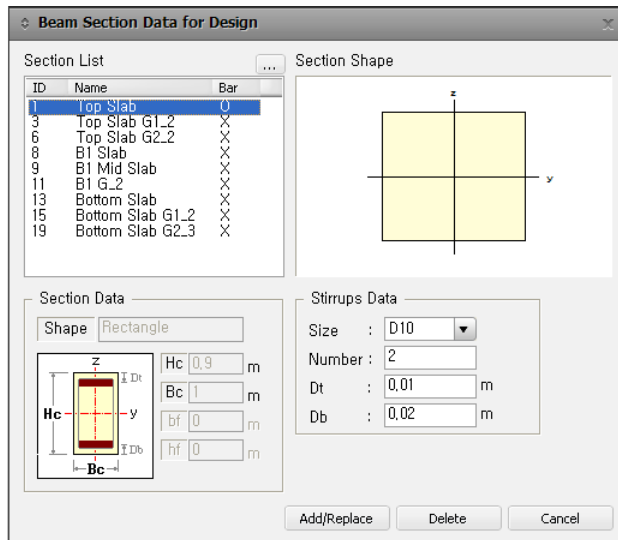 Beam Section Data for Design
Section List
...
Section Shape
ID Name Bar
1 Top Slab O
3 Top Slab G1_2 X
6 Top Slab G2_2 X
8 B1 Slab X
9 B1 Mid Slab X
11 B1 G_2 X
13 Bottom Slab X
15 Bottom Slab G1_2 X
19 Bottom Slab G2_3 X
z
y
Section Data
Shape Rectangle
z
Dt
Hc
y
Db
Bc
Hc 0,9 m
Bc 1 m
bf 0 m
hf 0 m
Stirrups Data
Size : D10
Number : 2
Dt : 0,01 m
Db : 0,02 m
Add/Replace Delete Cancel